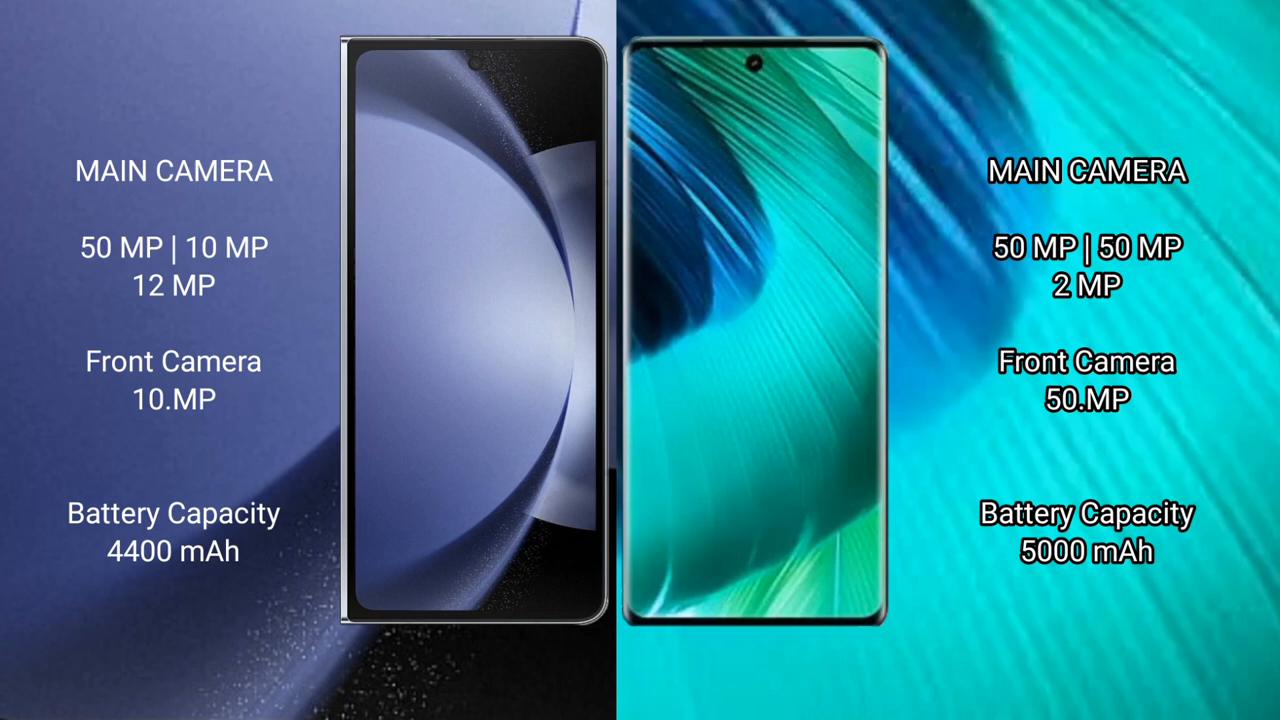 MAIN CAMERA
50 MP | 10 MP
12 MP
Front Camera
10.MP
Battery Capacity
4400 mAh
MAIN CAMERA
50 MP | 50 MP
2 MP
Front Camera
50.MP
Battery Capacity
5000 mAh